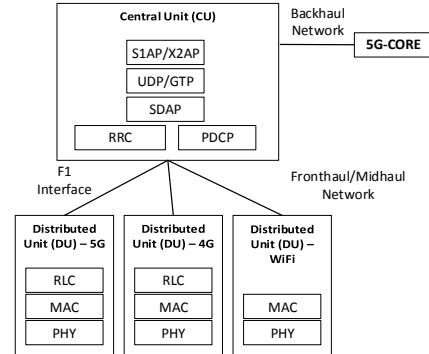 Central Unit (CU)
S1AP/X2AP
UDP/GTP
SDAP
RRC
PDCP
Backhaul
Network
5G-CORE
F1
Interface
Fronthaul/Midhaul
Network
Distributed
Unit (DU) – 5G
RLC
MAC
PHY
Distributed
Unit (DU) – 4G
RLC
MAC
PHY
Distributed
Unit (DU) –
WiFi
MAC
PHY